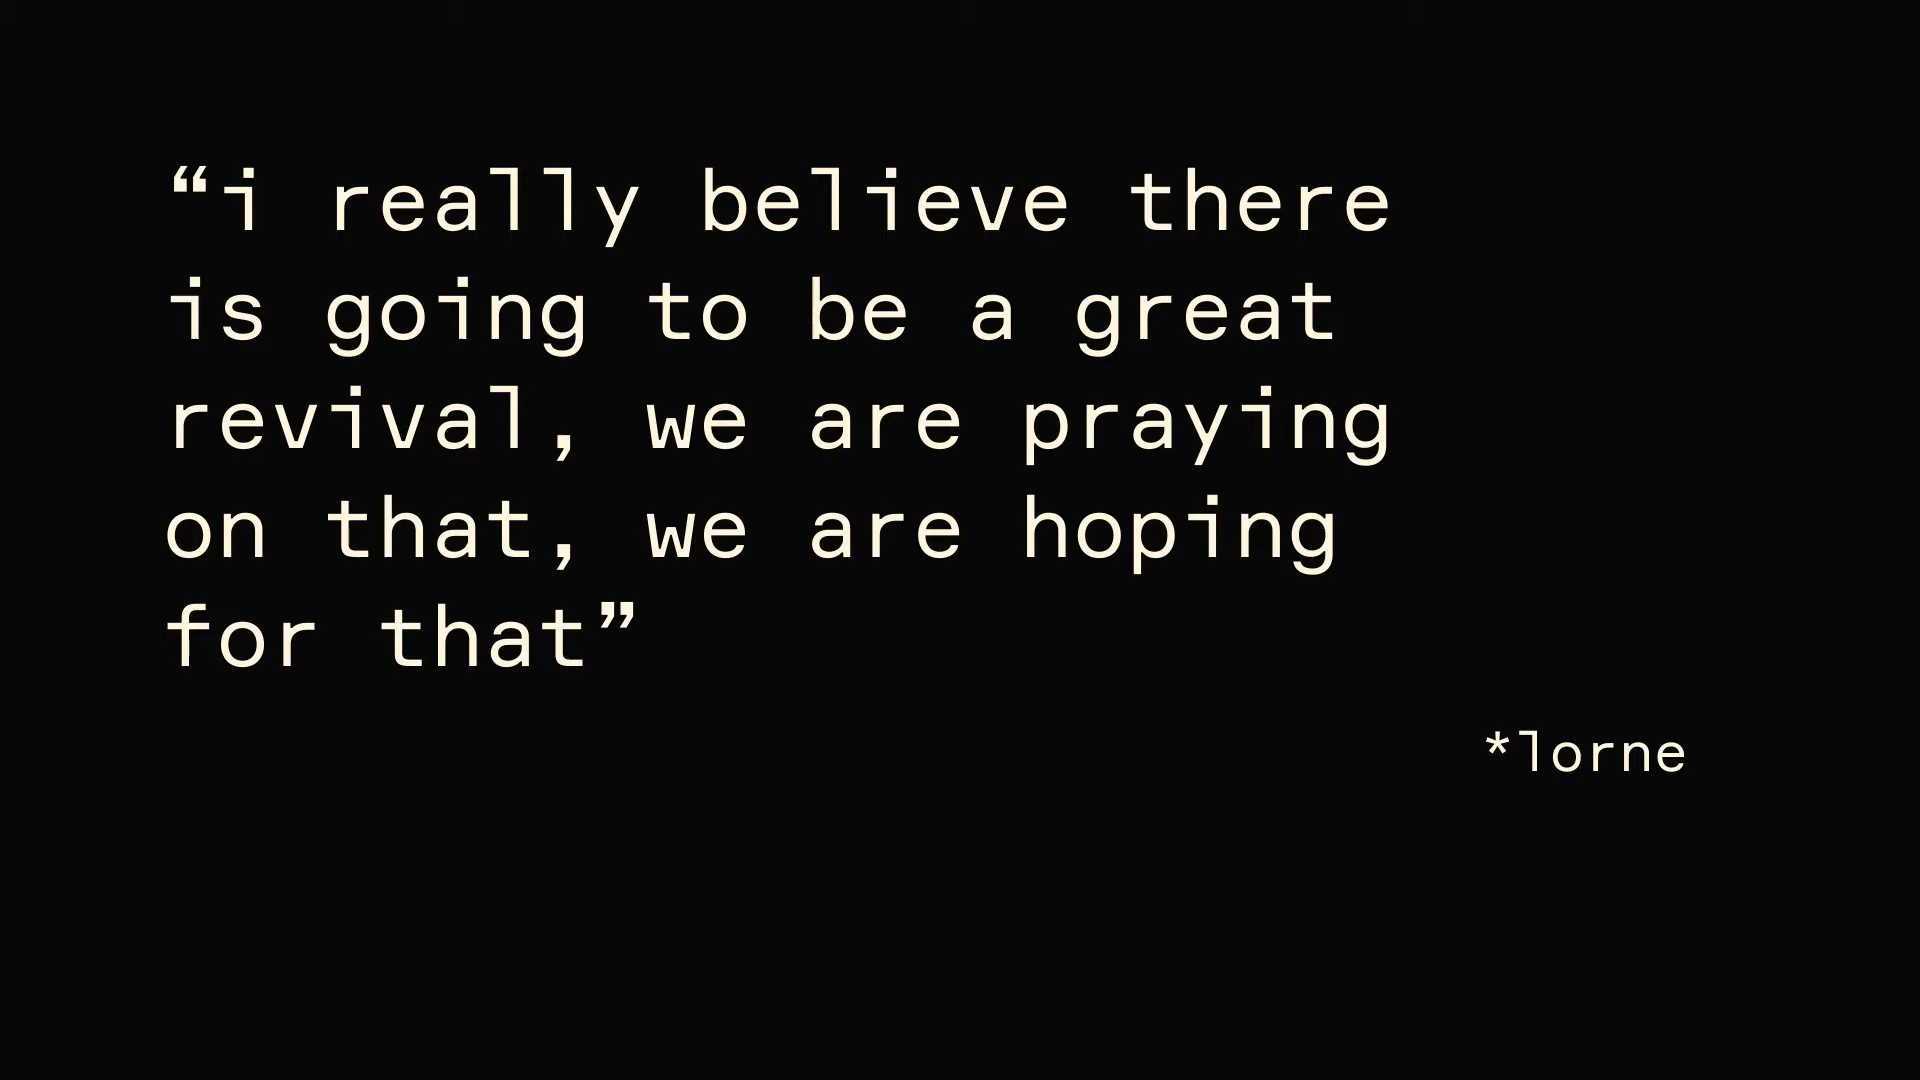 “i really believe there
is going to be a great
revival, we are praying
on that, we are hoping
for that”
*lorne